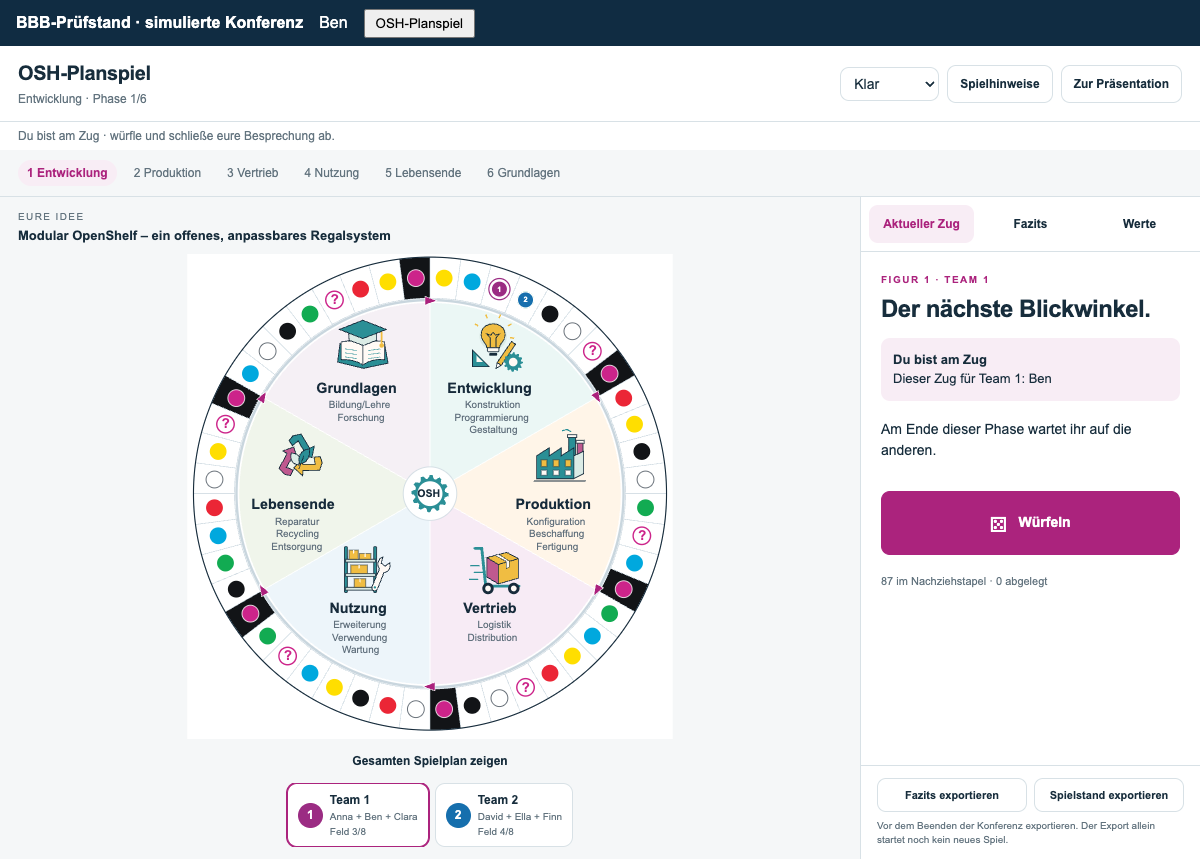 BBB-Prüfstand · simulierte Konferenz Ben OSH-Planspiel
OSH-Planspiel
Entwicklung · Phase 1/6
Klar
Spielhinweise
Zur Präsentation
Du bist am Zug · würfle und schließe eure Besprechung ab.
1 Entwicklung 2 Produktion 3 Vertrieb 4 Nutzung 5 Lebensende 6 Grundlagen
EURE IDEE
Modular OpenShelf – ein offenes, anpassbares Regalsystem
1
2
?
?
?
?
?
?
Grundlagen
Bildung/Lehre
Forschung
Entwicklung
Konstruktion
Programmierung
Gestaltung
Lebensende
Reparatur
Recycling
Entsorgung
OSH
Produktion
Konfiguration
Beschaffung
Fertigung
Nutzung
Erweiterung
Verwendung
Wartung
Vertrieb
Logistik
Distribution
Gesamten Spielplan zeigen
1
Team 1
Anna + Ben + Clara
Feld 3/8
2
Team 2
David + Ella + Finn
Feld 4/8
Aktueller Zug Fazits Werte
FIGUR 1 · TEAM 1
Der nächste Blickwinkel.
Du bist am Zug
Dieser Zug für Team 1: Ben
Am Ende dieser Phase wartet ihr auf die
anderen.
Würfeln
87 im Nachziehstapel · 0 abgelegt
Fazits exportieren
Spielstand exportieren
Vor dem Beenden der Konferenz exportieren. Der Export allein
startet noch kein neues Spiel.